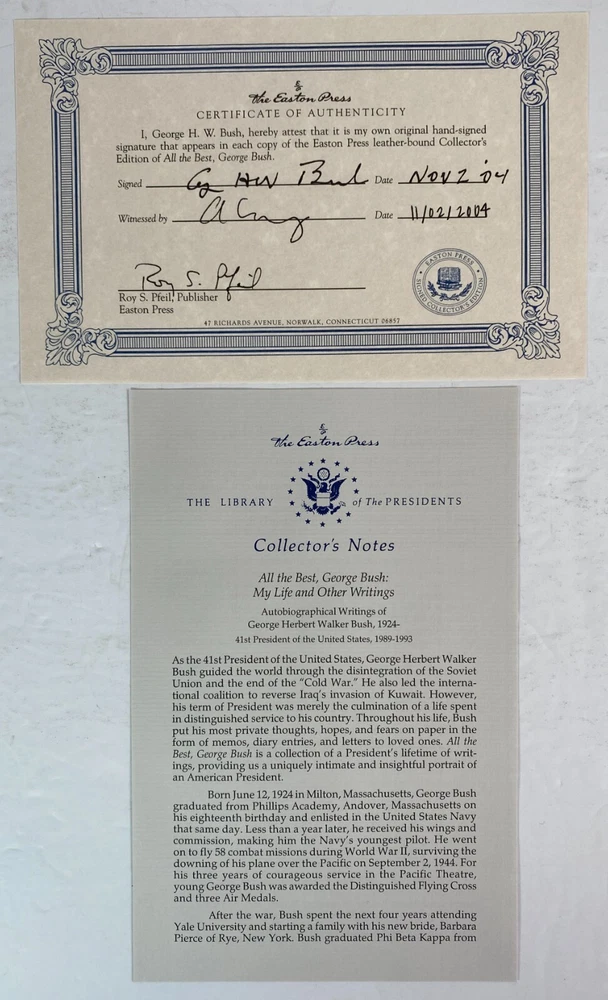 The Easton Press
CERTIFICATE OF AUTHENTICITY
I, George H. W. Bush, hereby attest that it is my own original hand-signed
signature that appears in each copy of the Easton Press leather-bound Collector's
Edition of All the Best, George Bush.
Signed G HW Bush Date NOV 2 '04
Witnessed by Date 11/02/2004
Roy S. Pfeil
Roy S. Pfeil, Publisher
Easton Press
EASTON PRESS
SIGNED COLLECTOR'S EDITION
47 RICHARDS AVENUE, NORWALK, CONNECTICUT 06857
The Easton Press
THE LIBRARY of The PRESIDENTS
Collector's Notes
All the Best, George Bush:
My Life and Other Writings
Autobiographical Writings of
George Herbert Walker Bush, 1924-
41st President of the United States, 1989-1993
As the 41st President of the United States, George Herbert Walker
Bush guided the world through the disintegration of the Soviet
Union and the end of the "Cold War." He also led the interna-
tional coalition to reverse Iraq's invasion of Kuwait. However,
his term of President was merely the culmination of a life spent
in distinguished service to his country. Throughout his life, Bush
put his most private thoughts, hopes, and fears on paper in the
form of memos, diary entries, and letters to loved ones. All the
Best, George Bush is a collection of a President's lifetime of writ-
ings, providing us a uniquely intimate and insightful portrait of
an American President.
Born June 12, 1924 in Milton, Massachusetts, George Bush
graduated from Phillips Academy, Andover, Massachusetts on
his eighteenth birthday and enlisted in the United States Navy
that same day. Less than a year later, he received his wings and
commission, making him the Navy's youngest pilot. He went
on to fly 58 combat missions during World War II, surviving the
downing of his plane over the Pacific on September 2, 1944. For
his three years of courageous service in the Pacific Theatre,
young George Bush was awarded the Distinguished Flying Cross
and three Air Medals.
After the war, Bush spent the next four years attending
Yale University and starting a family with his new bride, Barbara
Pierce of Rye, New York. Bush graduated Phi Beta Kappa from